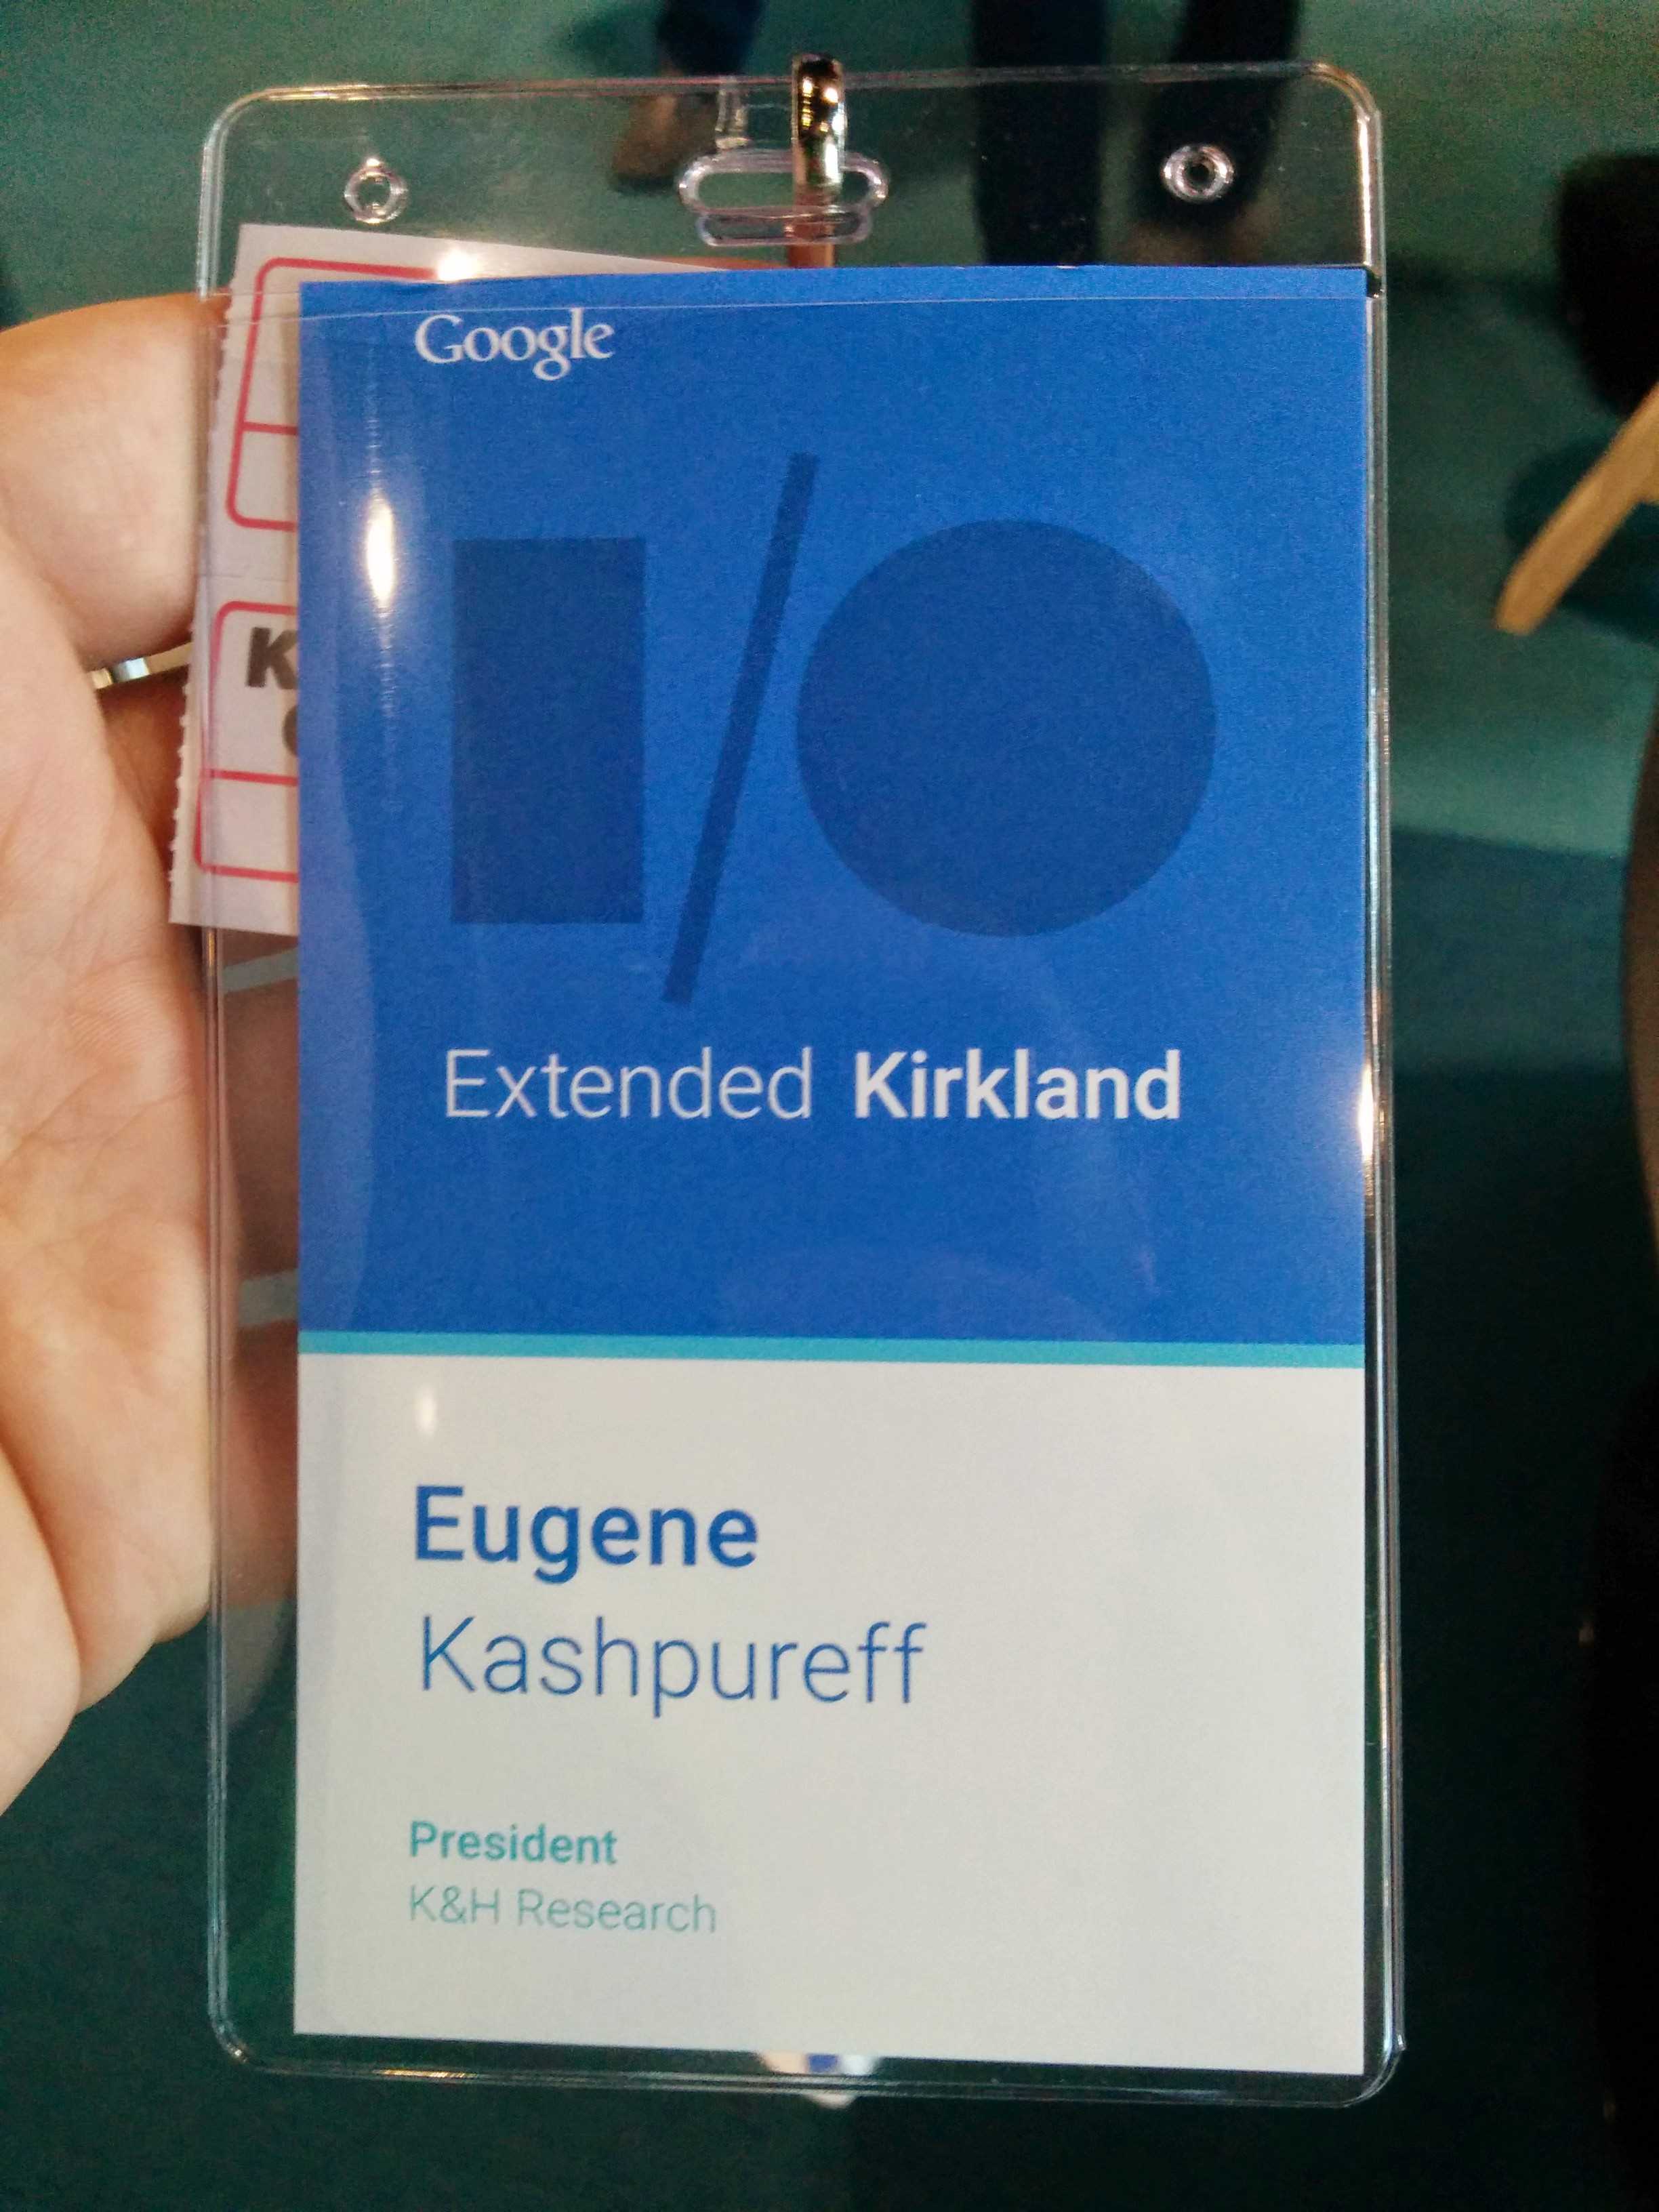 Google
I/O
Extended Kirkland
Eugene
Kashpureff
President
K&H Research